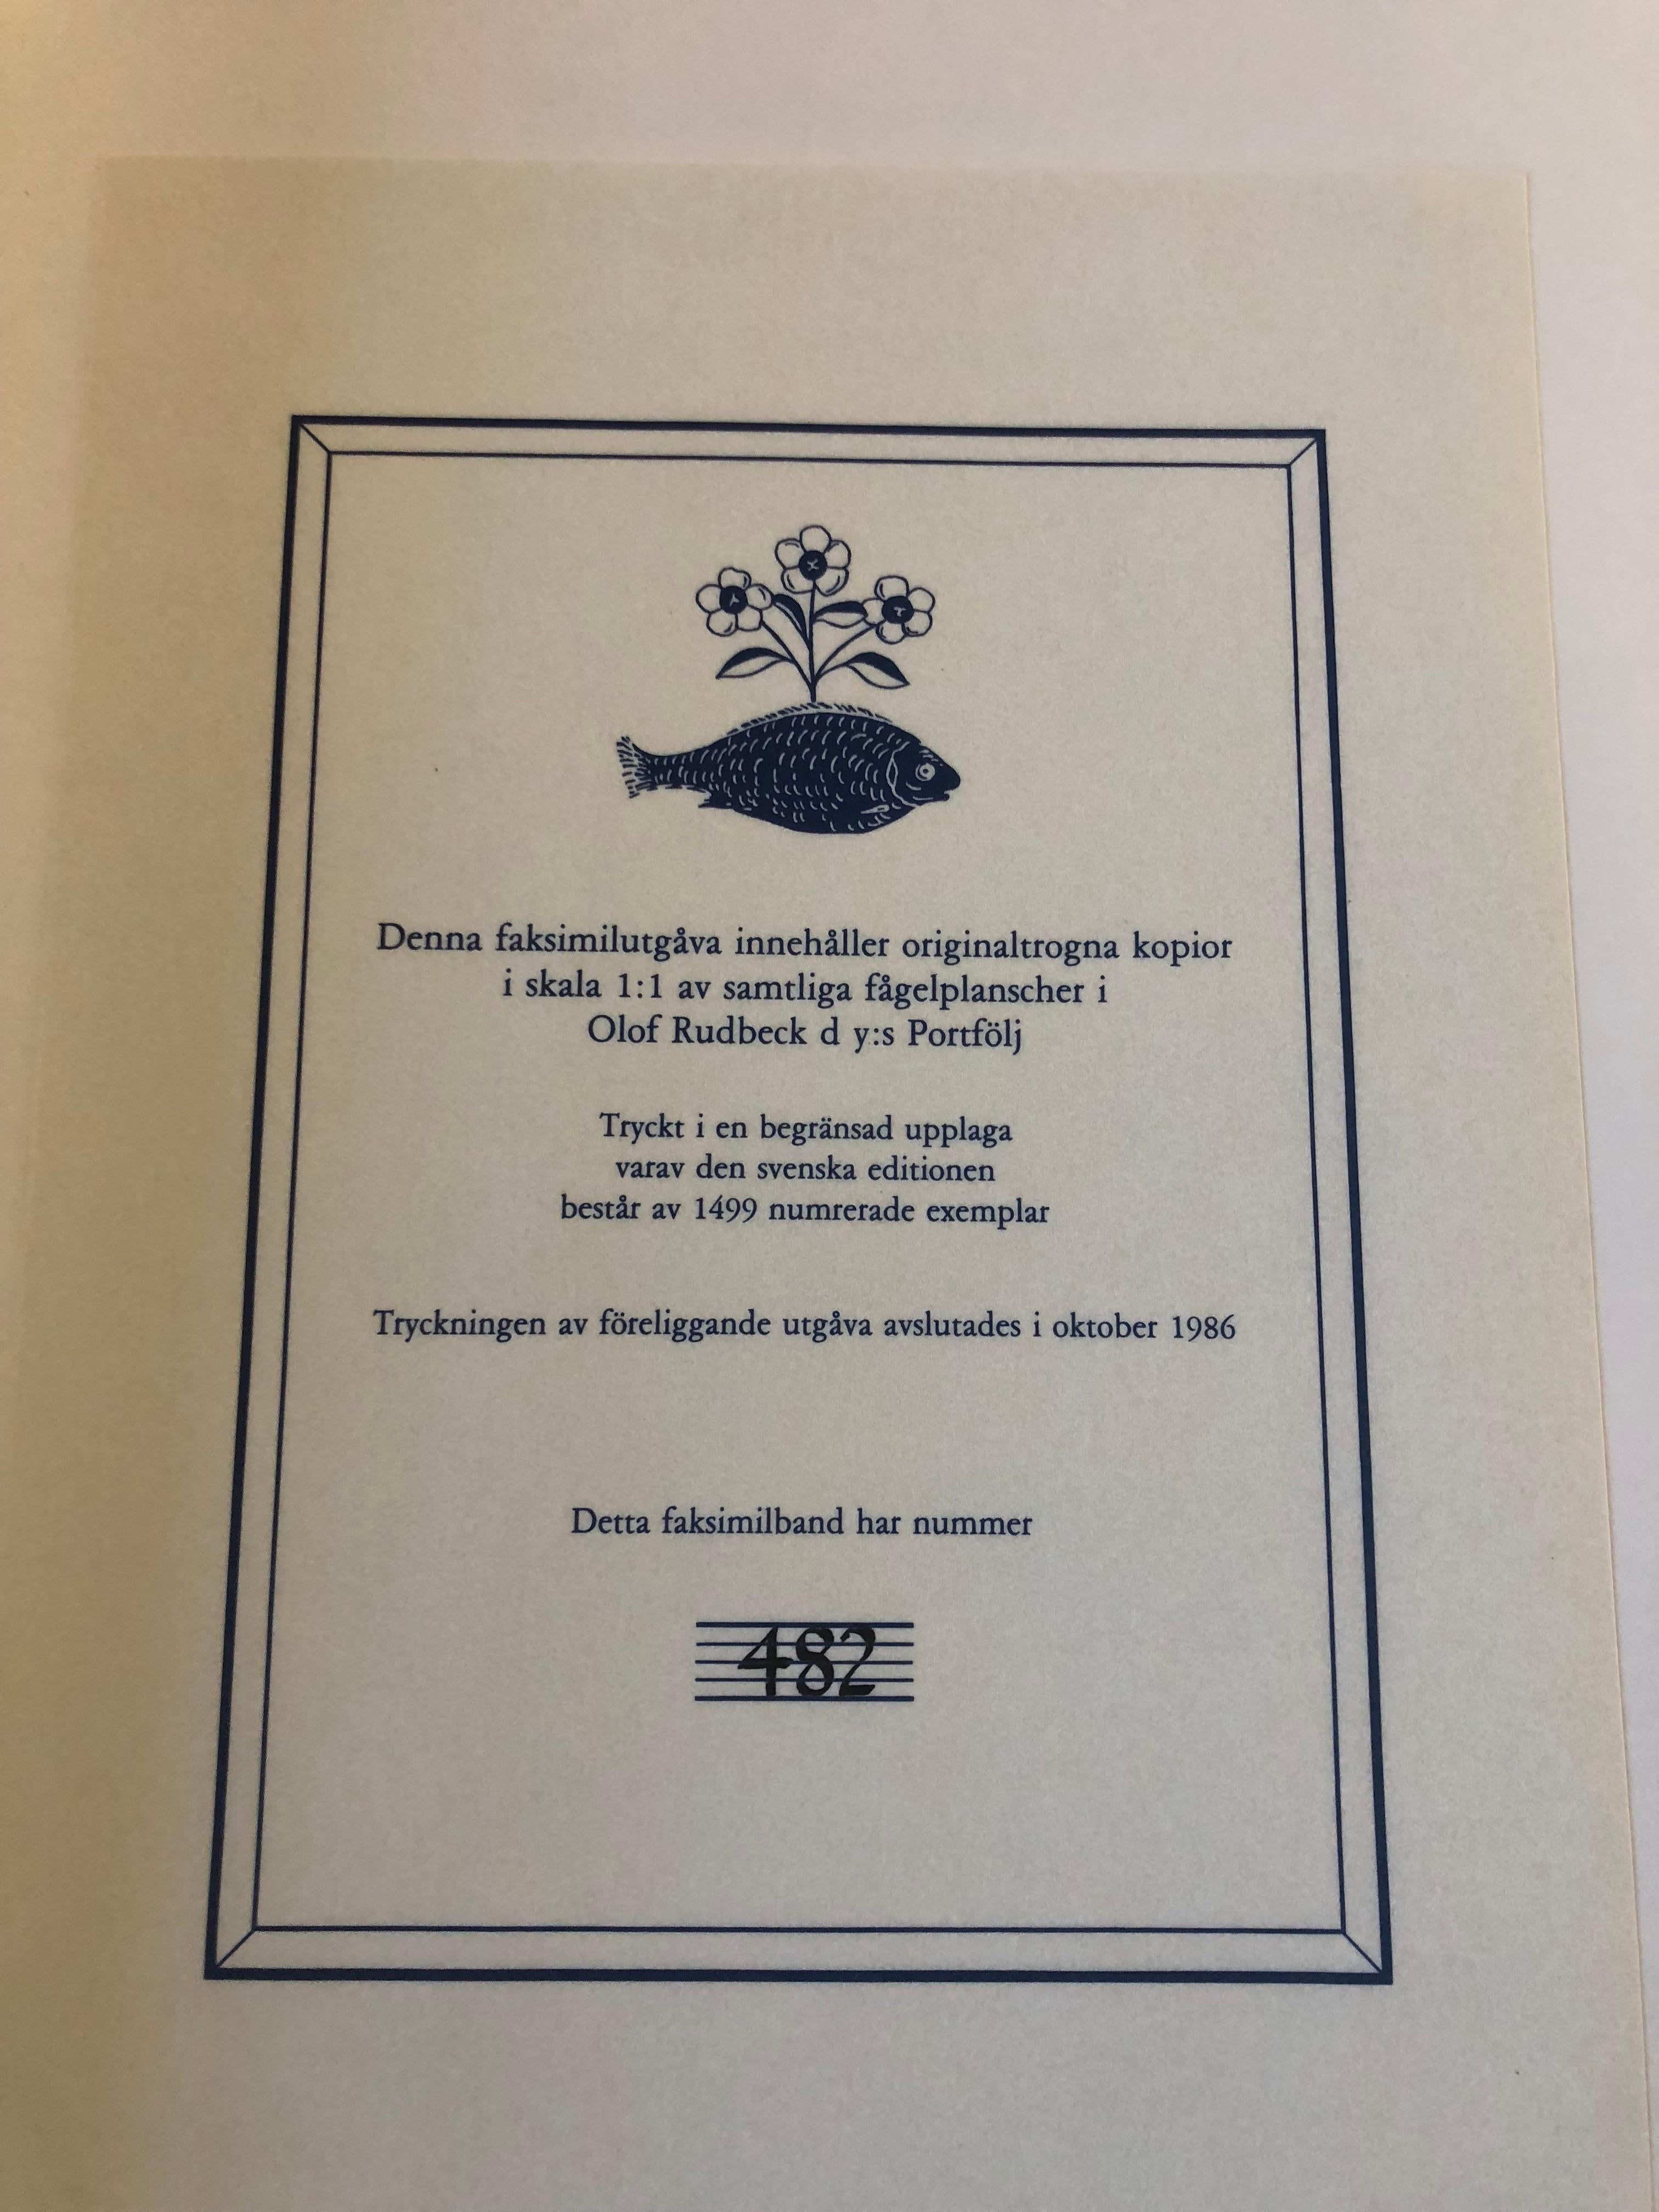 Denna faksimilutgåva innehåller originaltrogna kopior
i skala 1:1 av samtliga fågelplanscher i
Olof Rudbeck d y:s Portfölj
Tryckt i en begränsad upplaga
varav den svenska editionen
består av 1499 numrerade exemplar
Tryckningen av föreliggande utgåva avslutades i oktober 1986
Detta faksimilband har nummer
482